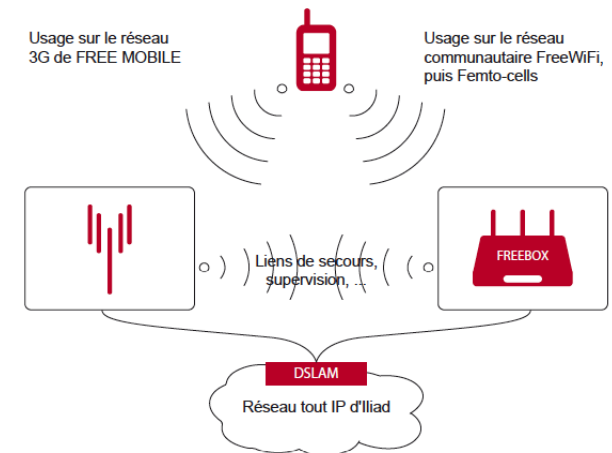 Usage sur le réseau
3G de FREE MOBILE
Usage sur le réseau
communautaire FreeWiFi,
puis Femto-cells
Liens de secours,
supervision, ...
FREEBOX
DSLAM
Réseau tout IP d'Iliad